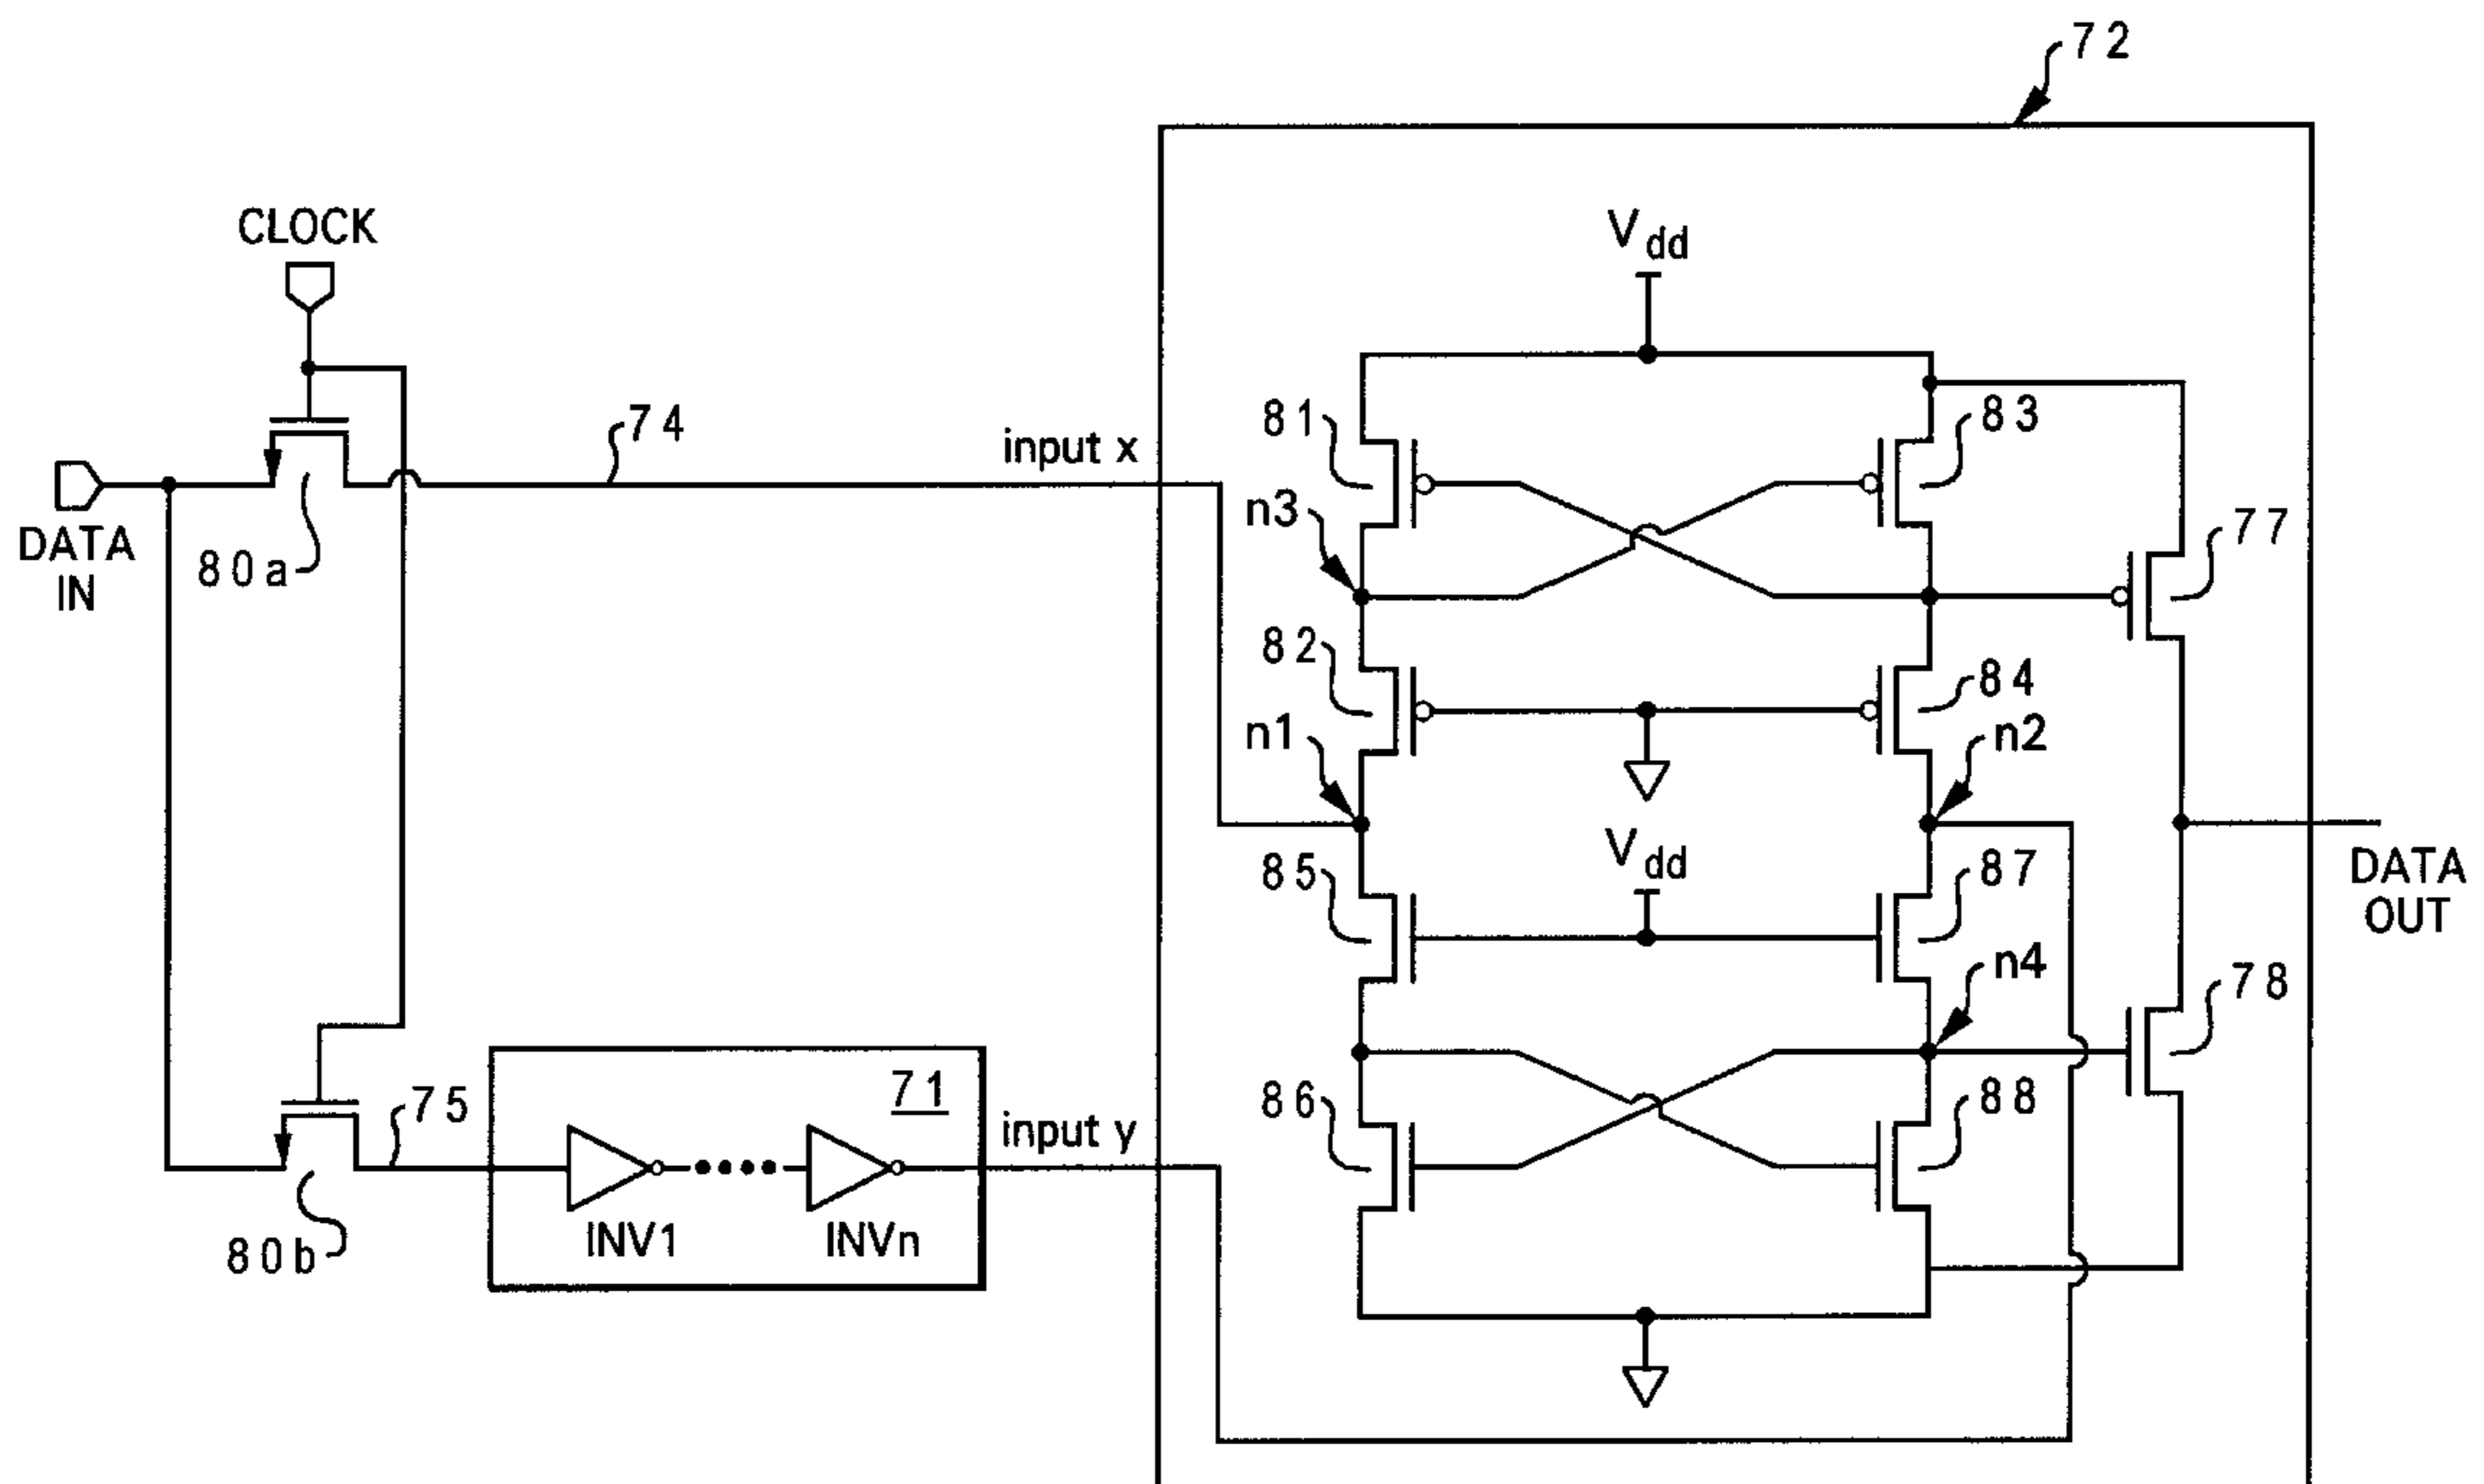 72
CLOCK
Vdd
81
83
74
input x
n3
77
DATA
IN
80a
82
84
n1
n2
Vdd
85
87
DATA
OUT
n4
78
75
71
86
88
input y
INV1
INVn
80b